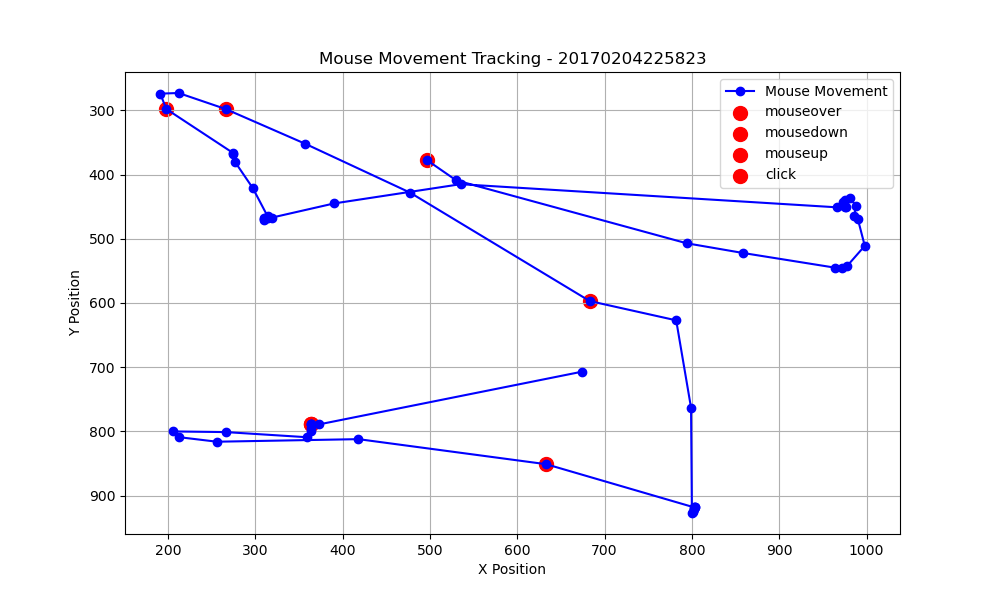 Mouse Movement Tracking - 20170204225823
Mouse Movement
mouseover
mousedown
mouseup
click
300
400
500
600
700
800
900
Y Position
200 300 400 500 600 700 800 900 1000
X Position